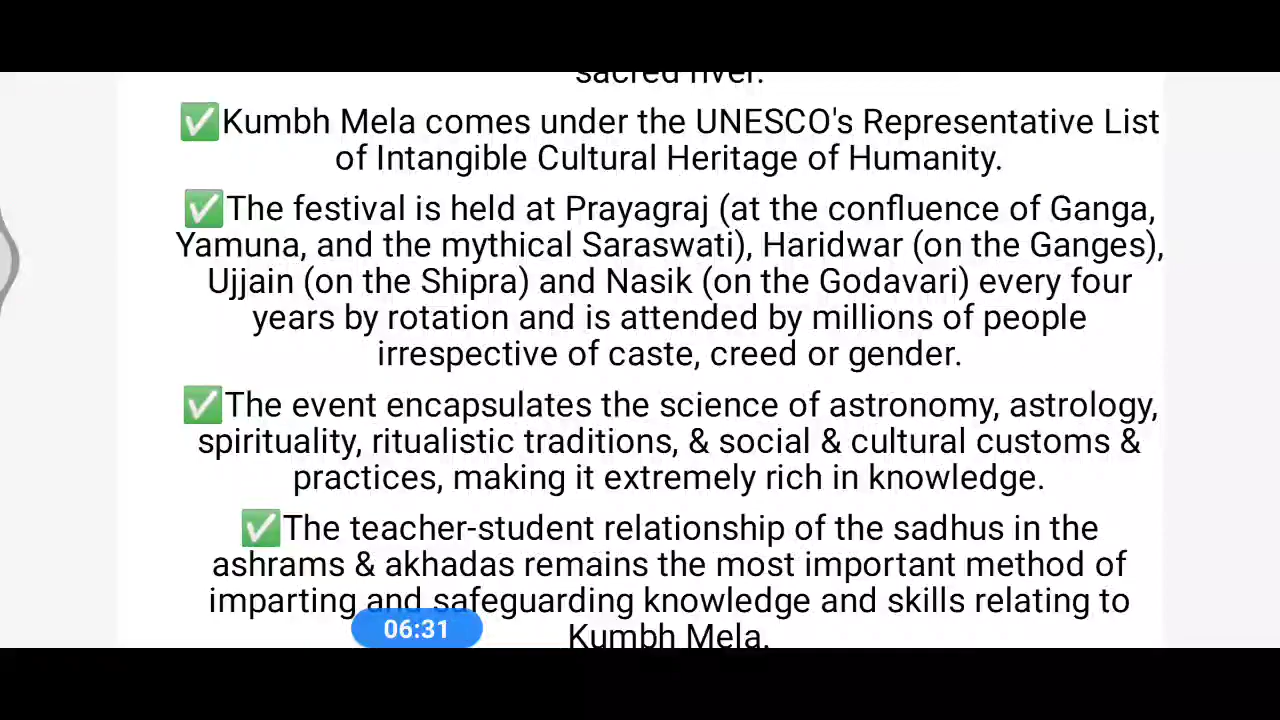 sacred river.
✅Kumbh Mela comes under the UNESCO's Representative List
of Intangible Cultural Heritage of Humanity.
✅The festival is held at Prayagraj (at the confluence of Ganga,
Yamuna, and the mythical Saraswati), Haridwar (on the Ganges),
Ujjain (on the Shipra) and Nasik (on the Godavari) every four
years by rotation and is attended by millions of people
irrespective of caste, creed or gender.
✅The event encapsulates the science of astronomy, astrology,
spirituality, ritualistic traditions, & social & cultural customs &
practices, making it extremely rich in knowledge.
✅The teacher-student relationship of the sadhus in the
ashrams & akhadas remains the most important method of
imparting and safeguarding knowledge and skills relating to
Kumbh Mela.
06:31